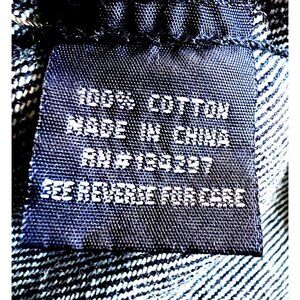 100% COTTON
MADE IN CHINA
RN#134297
SEE REVERSE FOR CARE